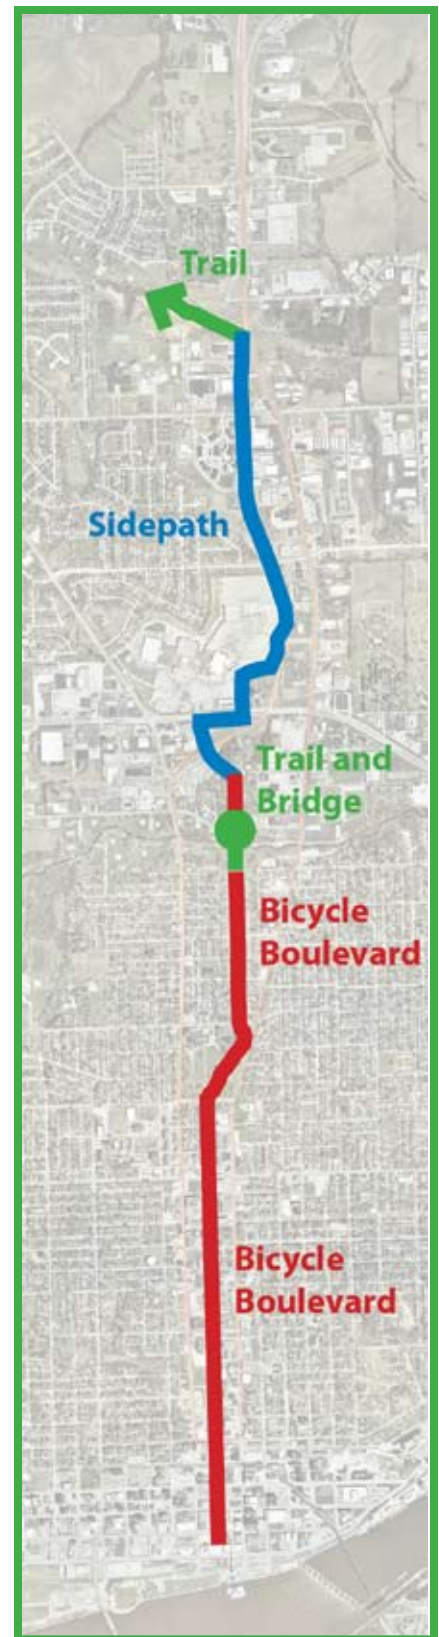 Trail
Sidepath
Trail and
Bridge
Bicycle
Boulevard
Bicycle
Boulevard